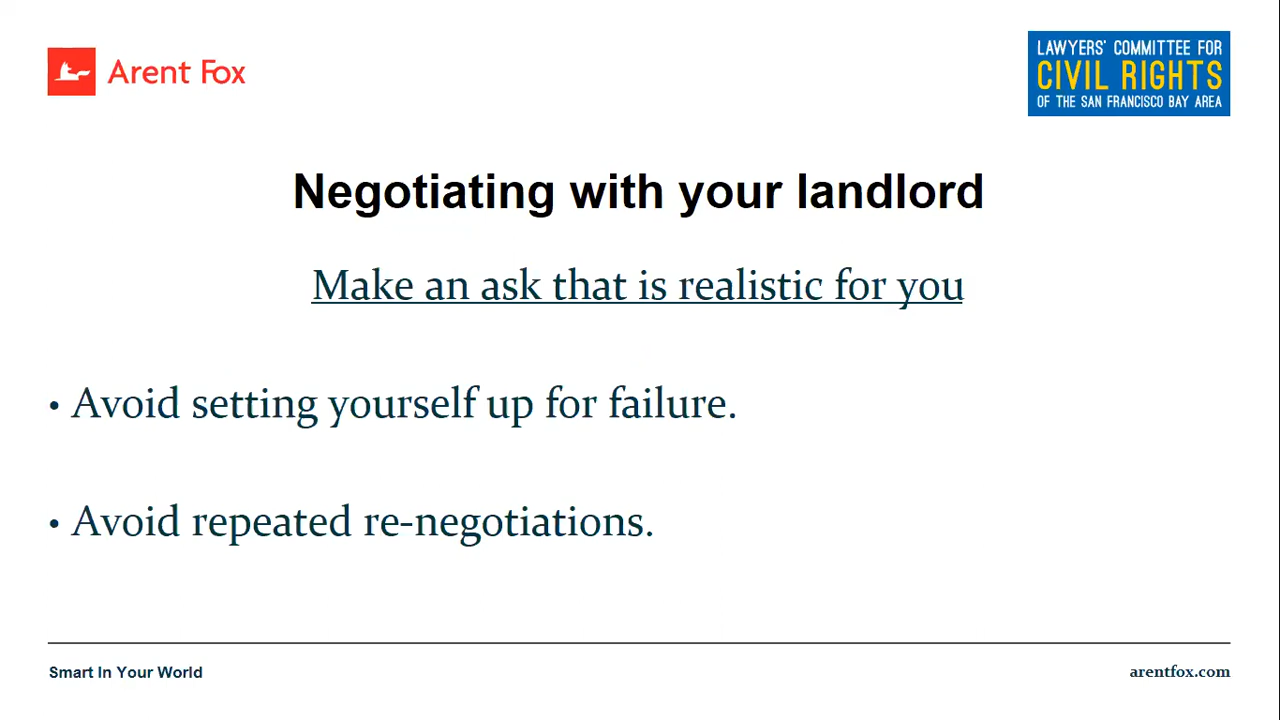 Arent Fox
LAWYERS' COMMITTEE FOR
CIVIL RIGHTS
OF THE SAN FRANCISCO BAY AREA
Negotiating with your landlord
Make an ask that is realistic for you
• Avoid setting yourself up for failure.
• Avoid repeated re-negotiations.
Smart In Your World
arentfox.com